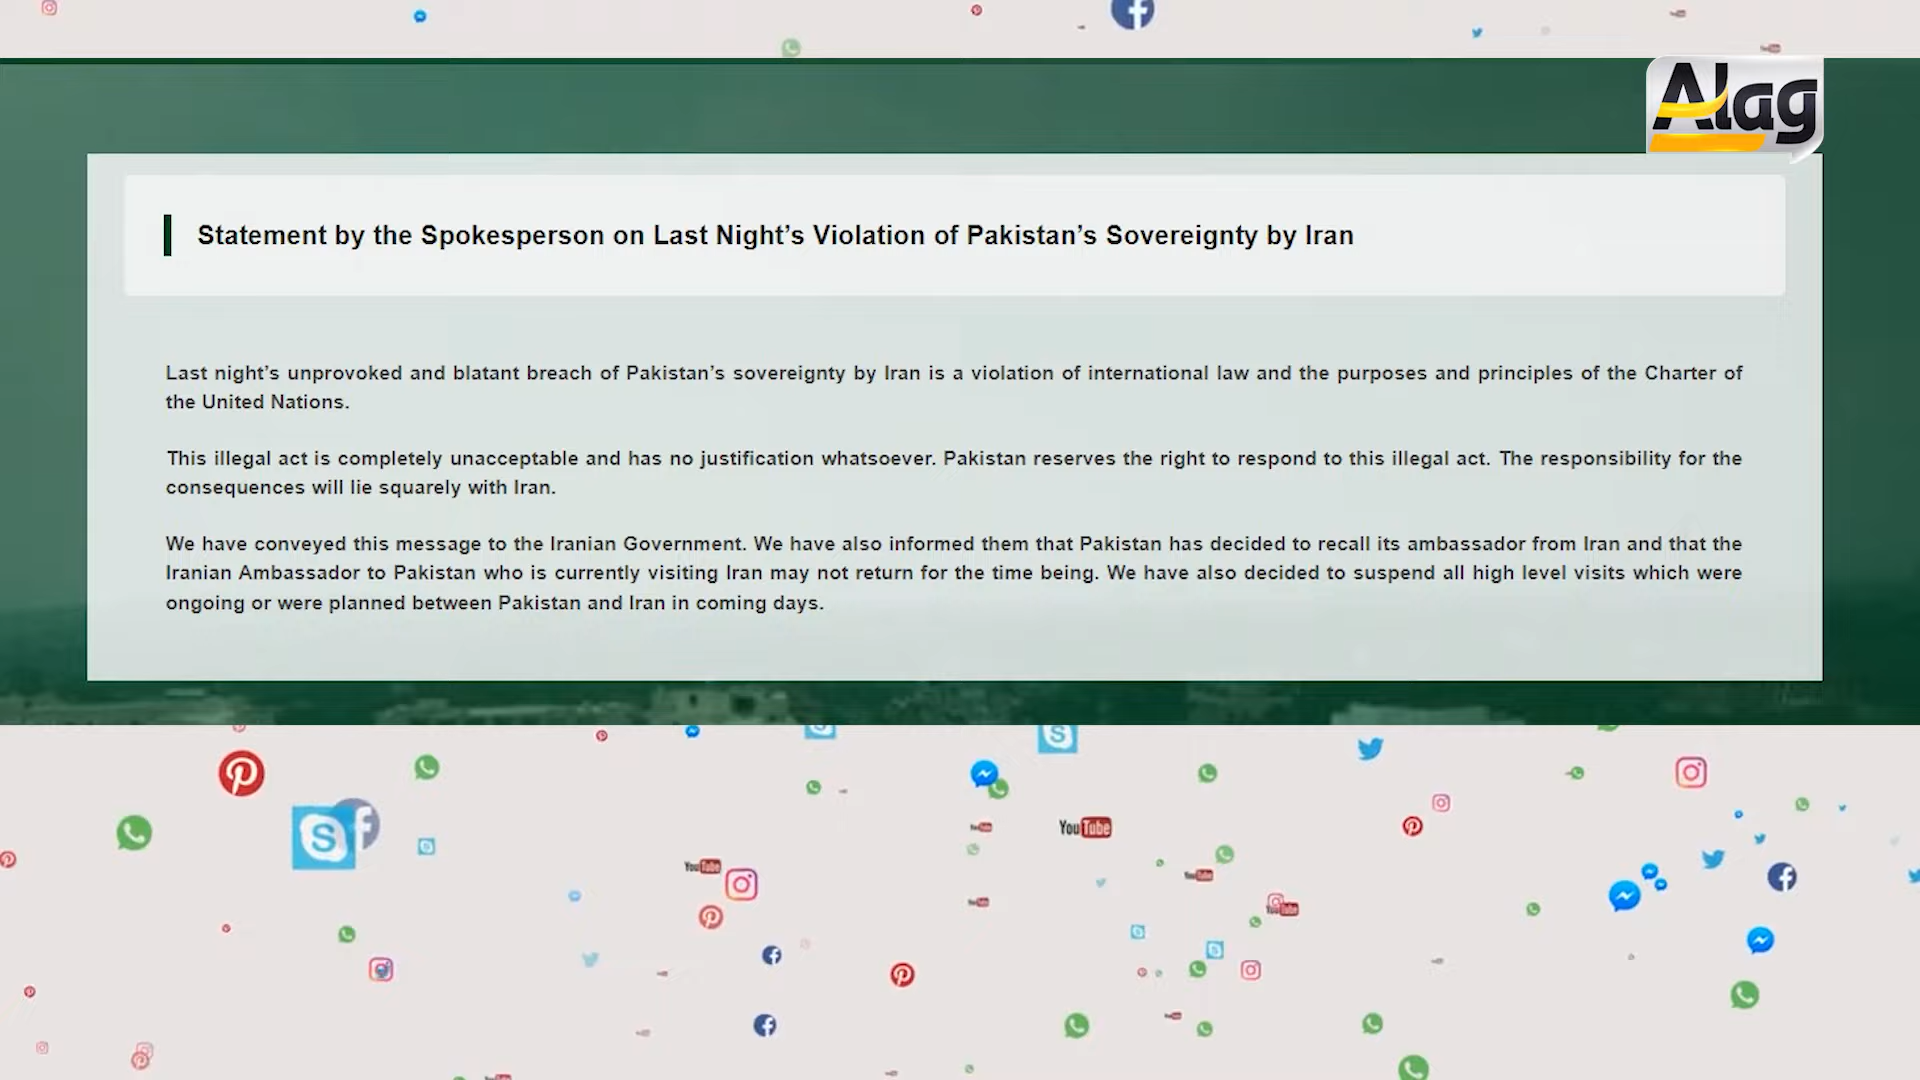 Alag
Statement by the Spokesperson on Last Night’s Violation of Pakistan’s Sovereignty by Iran
Last night’s unprovoked and blatant breach of Pakistan’s sovereignty by Iran is a violation of international law and the purposes and principles of the Charter of
the United Nations.
This illegal act is completely unacceptable and has no justification whatsoever. Pakistan reserves the right to respond to this illegal act. The responsibility for the
consequences will lie squarely with Iran.
We have conveyed this message to the Iranian Government. We have also informed them that Pakistan has decided to recall its ambassador from Iran and that the
Iranian Ambassador to Pakistan who is currently visiting Iran may not return for the time being. We have also decided to suspend all high level visits which were
ongoing or were planned between Pakistan and Iran in coming days.
YouTube
YouTube
YouTube
YouTube